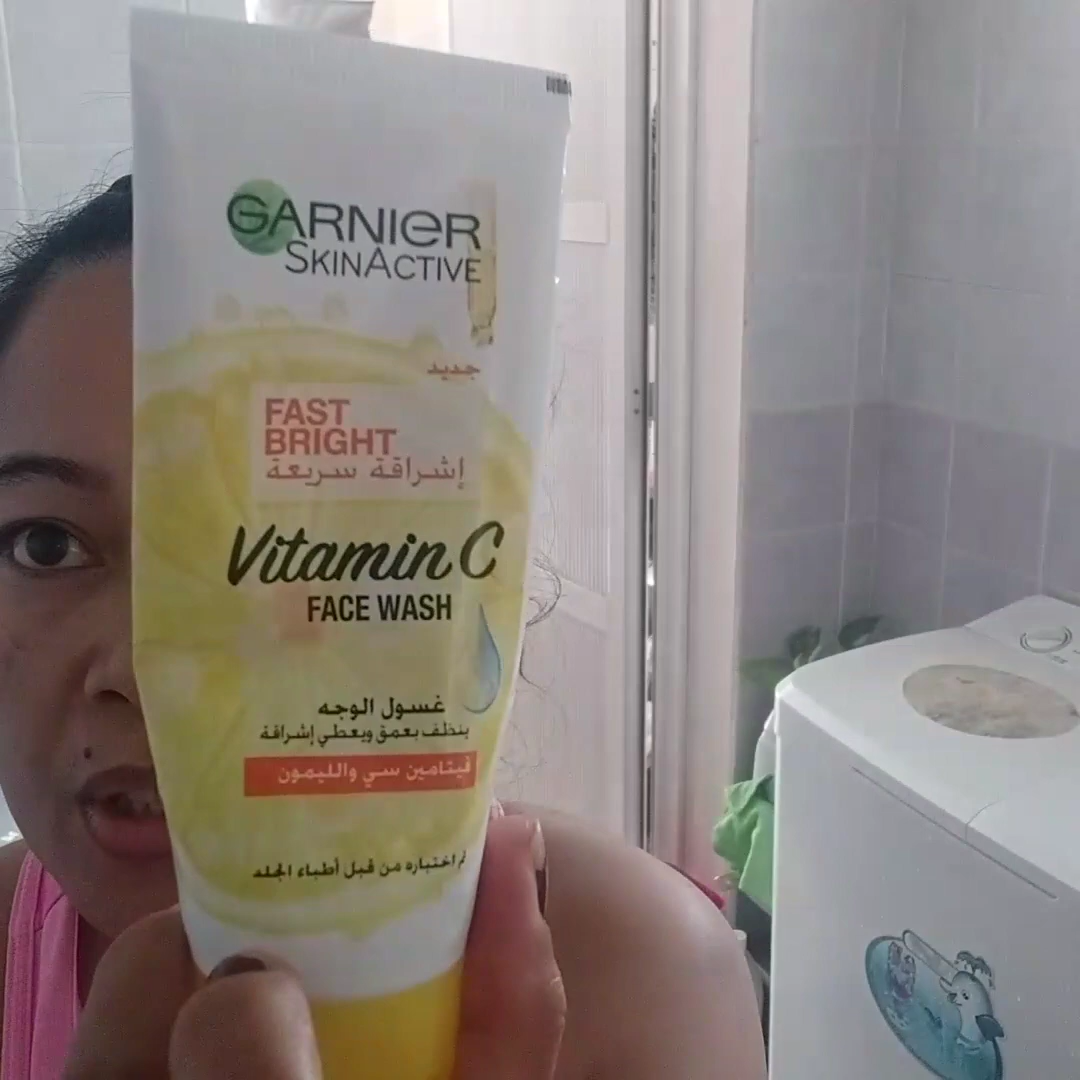 GARNIER
SKINACTIVE
جديد
FAST
BRIGHT
إشراقة سريعة
Vitamin C
FACE WASH
غسول الوجه
ينظف بعمق ويعطي إشراقة
فيتامين سي والليمون
تم اختباره من قبل أطباء الجلد